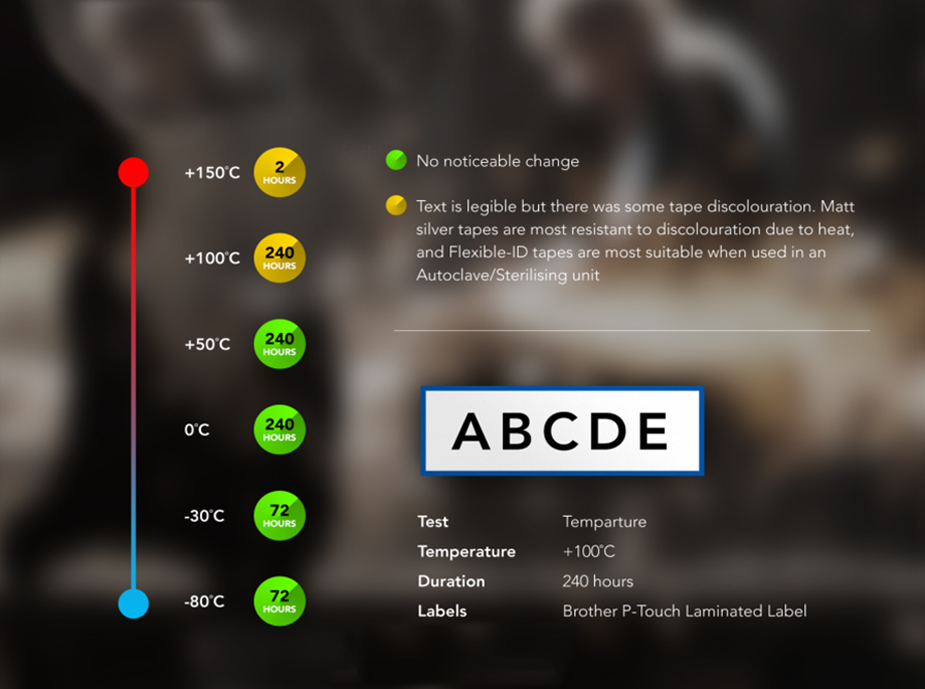 +150°C
2
HOURS
+100°C
240
HOURS
+50°C
240
HOURS
0°C
240
HOURS
-30°C
72
HOURS
-80°C
72
HOURS
No noticeable change
Text is legible but there was some tape discolouration. Matt
silver tapes are most resistant to discolouration due to heat,
and Flexible-ID tapes are most suitable when used in an
Autoclave/Sterilising unit
ABCDE
Test Temparture
Temperature +100°C
Duration 240 hours
Labels Brother P-Touch Laminated Label